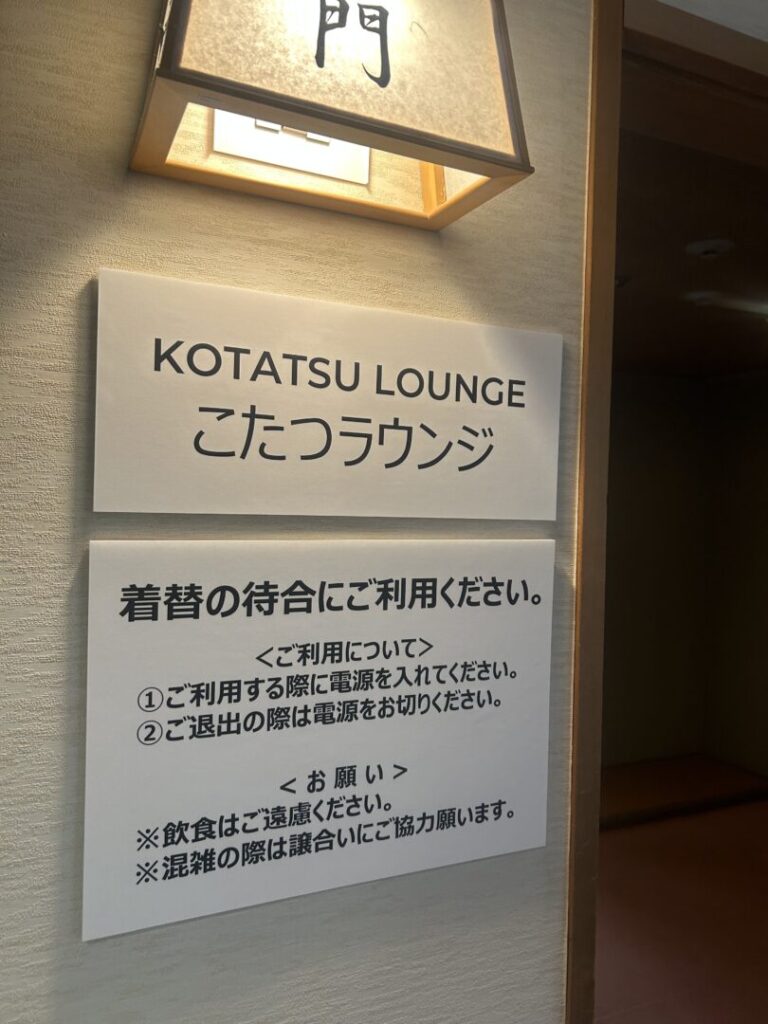 門
KOTATSU LOUNGE
こたつラウンジ
着替の待合にご利用ください。
<ご利用について>
①ご利用する際に電源を入れてください。
②ご退出の際は電源をお切りください。
< お 願 い >
※飲食はご遠慮ください。
※混雑の際は譲合いにご協力願います。